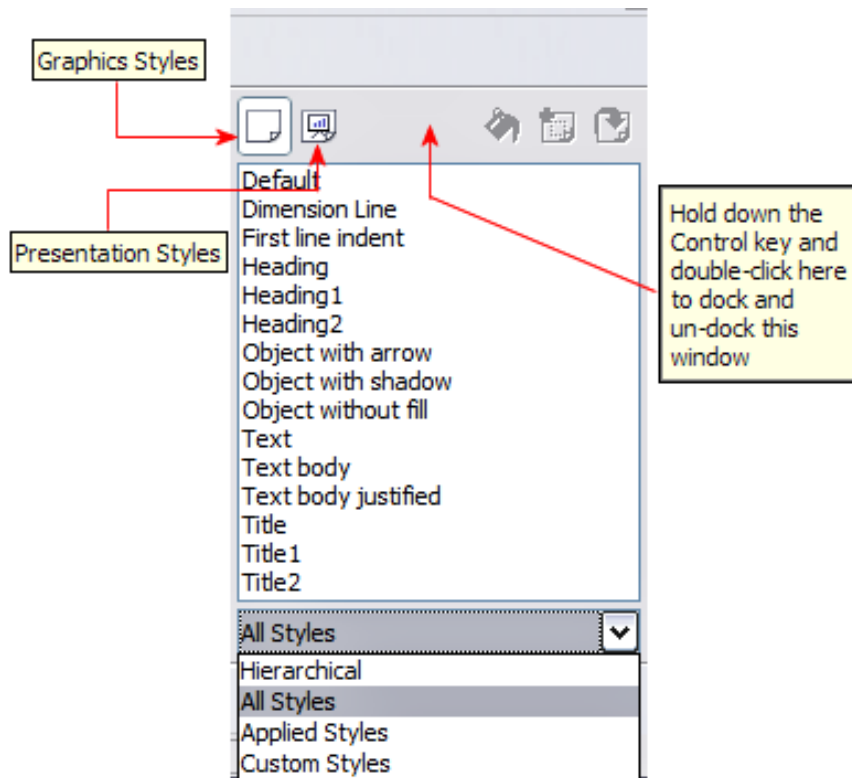 Graphics Styles
Presentation Styles
Default
Dimension Line
First line indent
Heading
Heading1
Heading2
Object with arrow
Object with shadow
Object without fill
Text
Text body
Text body justified
Title
Title1
Title2
Hold down the
Control key and
double-click here
to dock and
un-dock this
window
All Styles
Hierarchical
All Styles
Applied Styles
Custom Styles